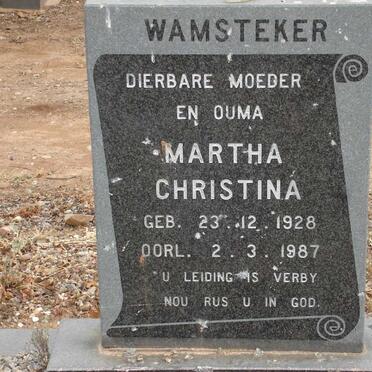 WAMSTEKER
DIERBARE MOEDER
EN OUMA
MARTHA
CHRISTINA
GEB. 23.12.1928
OORL. 2.3.1987
U LEIDING IS VERBY
NOU RUS U IN GOD.